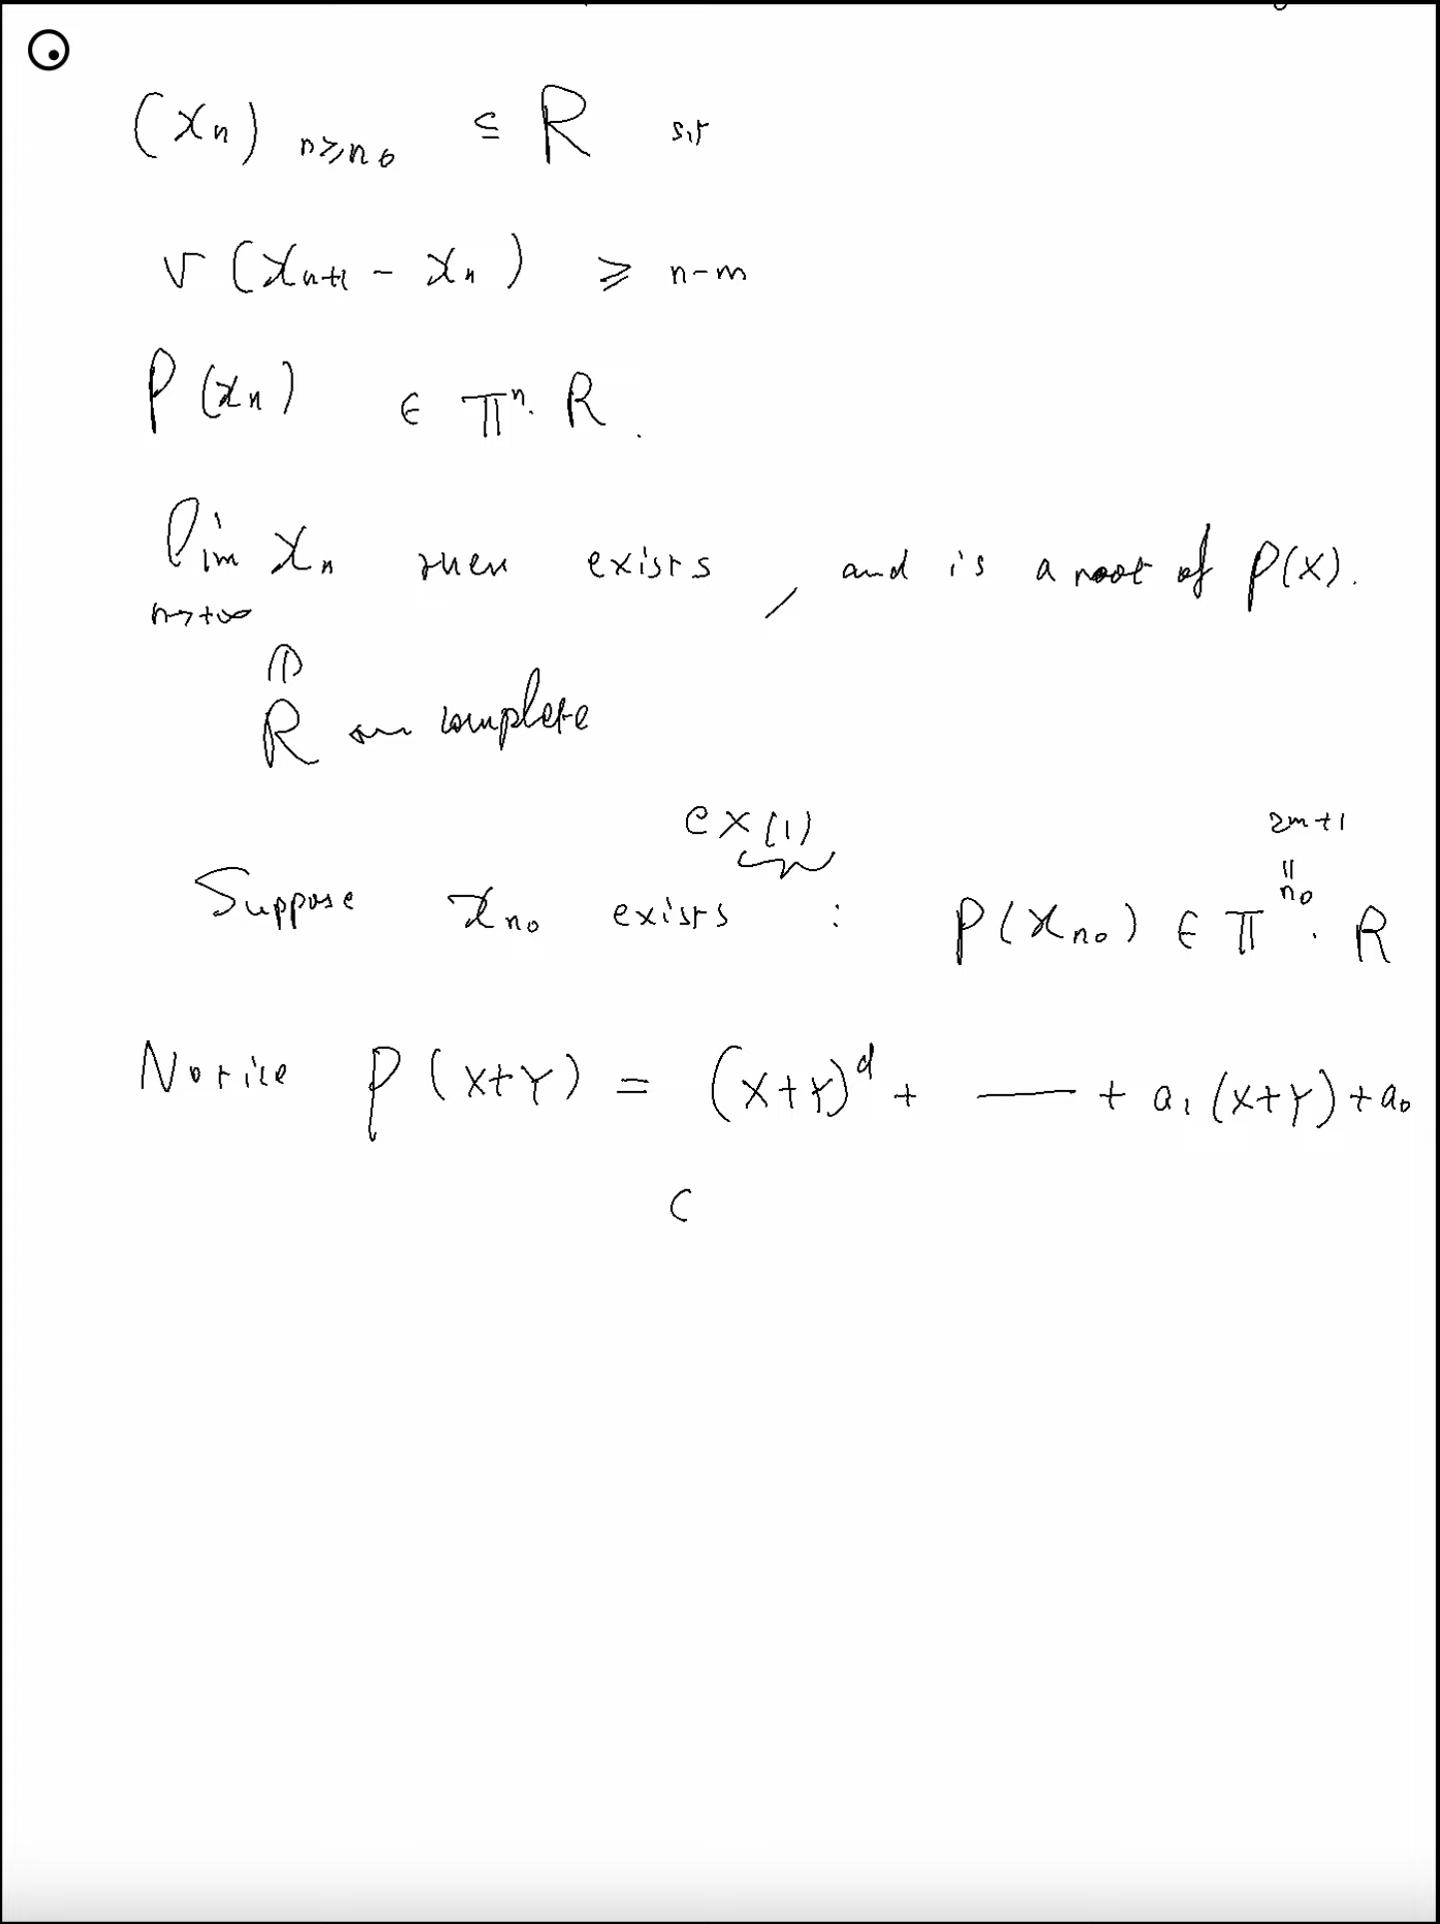 (xₙ) n≥n₀ ⊆ R s.t
v(xₙ₊₁ - xₙ) ≥ n-m
P(xₙ) ∈ πⁿ· R.
lim xₙ then exists, and is a root of P(X).
n→+∞
R complete
ex(1) 2m+1
Suppose xₙ₀ exists : P(xₙ₀) ∈ π^n₀ · R
Notice P(X+Y) = (X+Y)ᵈ + — + a₁(X+Y)+a₀
(